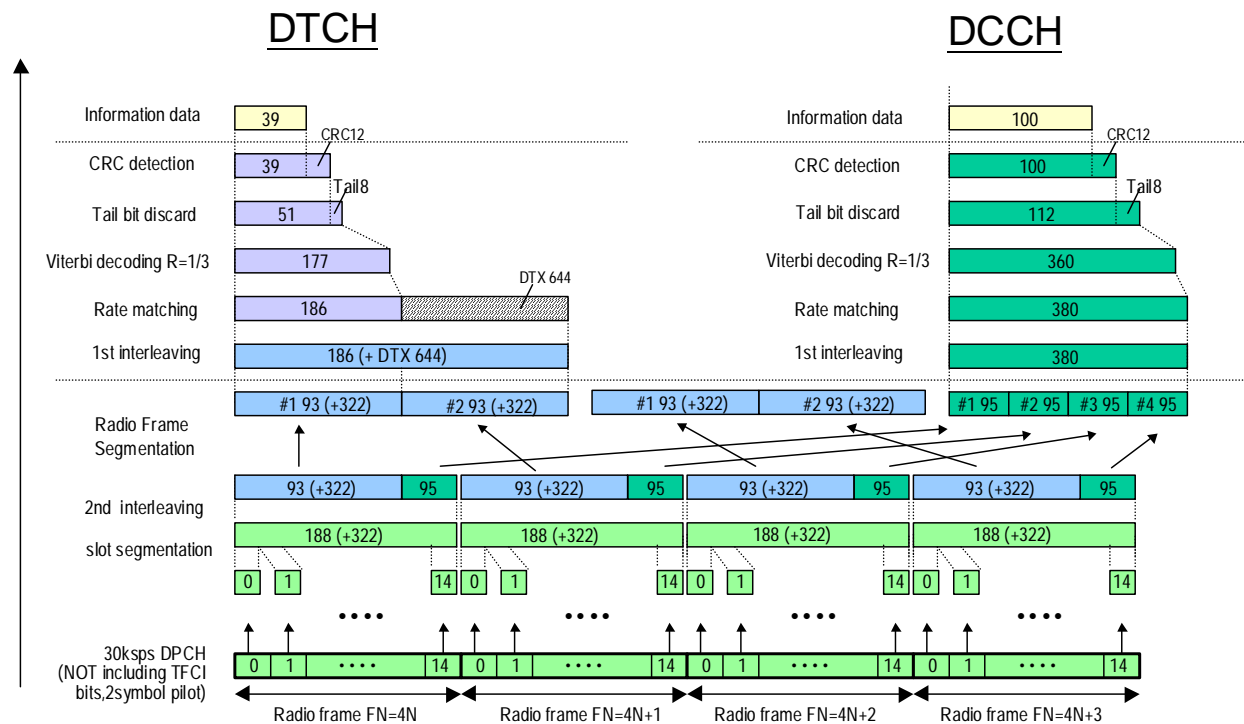 DTCH
DCCH
Information data
39
Information data
100
CRC12
CRC12
CRC detection
39
CRC detection
100
Tail8
Tail8
Tail bit discard
51
Tail bit discard
112
Viterbi decoding R=1/3
177
Viterbi decoding R=1/3
360
DTX 644
Rate matching
186
Rate matching
380
1st interleaving
186 (+ DTX 644)
1st interleaving
380
#1 93 (+322)
#2 93 (+322)
#1 93 (+322)
#2 93 (+322)
#1 95
#2 95
#3 95
#4 95
Radio Frame
Segmentation
93 (+322)
95
93 (+322)
95
93 (+322)
95
93 (+322)
95
2nd interleaving
slot segmentation
188 (+322)
188 (+322)
188 (+322)
188 (+322)
0
1
14
0
1
14
0
1
14
0
1
14
• • • •
• • • •
• • • •
• • • •
30ksps DPCH
(NOT including TFCI
bits,2symbol pilot)
0
1
• • • •
14
0
1
• • • •
14
0
1
• • • •
14
0
1
• • • •
14
Radio frame FN=4N
Radio frame FN=4N+1
Radio frame FN=4N+2
Radio frame FN=4N+3